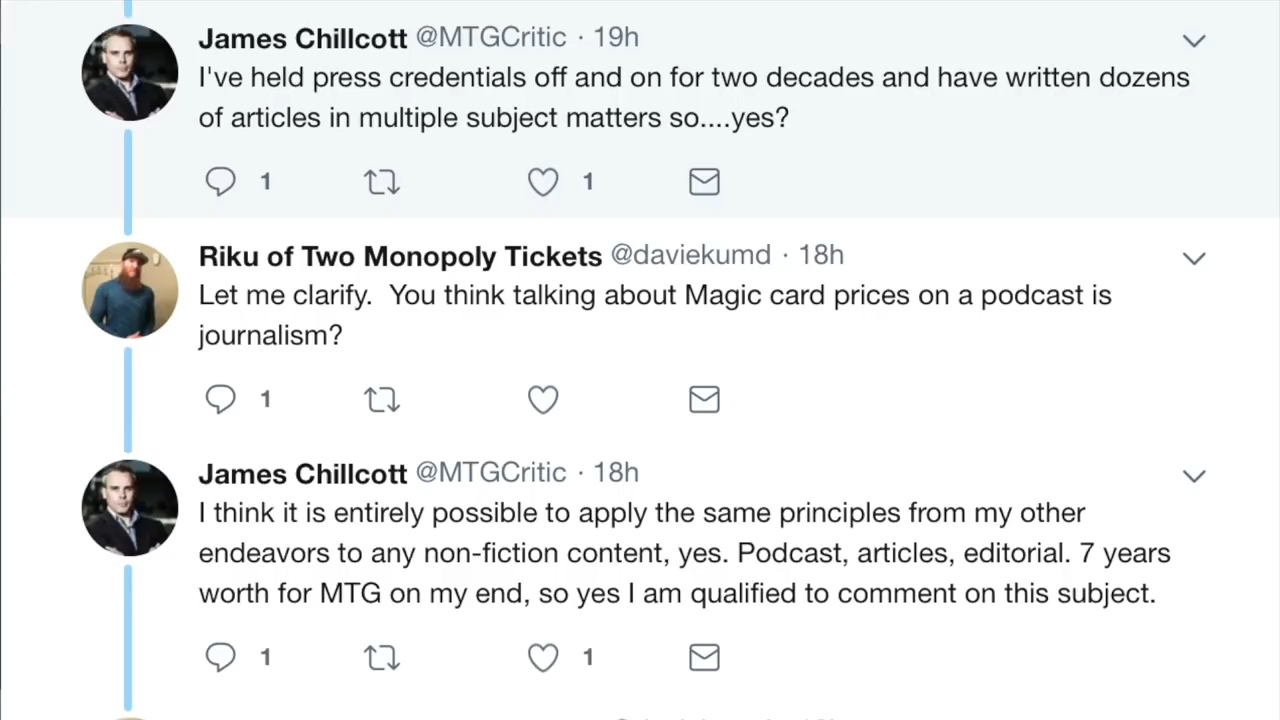 James Chillcott @MTGCritic · 19h
I've held press credentials off and on for two decades and have written dozens
of articles in multiple subject matters so....yes?
1 1
Riku of Two Monopoly Tickets @daviekumd · 18h
Let me clarify.  You think talking about Magic card prices on a podcast is
journalism?
1
James Chillcott @MTGCritic · 18h
I think it is entirely possible to apply the same principles from my other
endeavors to any non-fiction content, yes. Podcast, articles, editorial. 7 years
worth for MTG on my end, so yes I am qualified to comment on this subject.
1 1